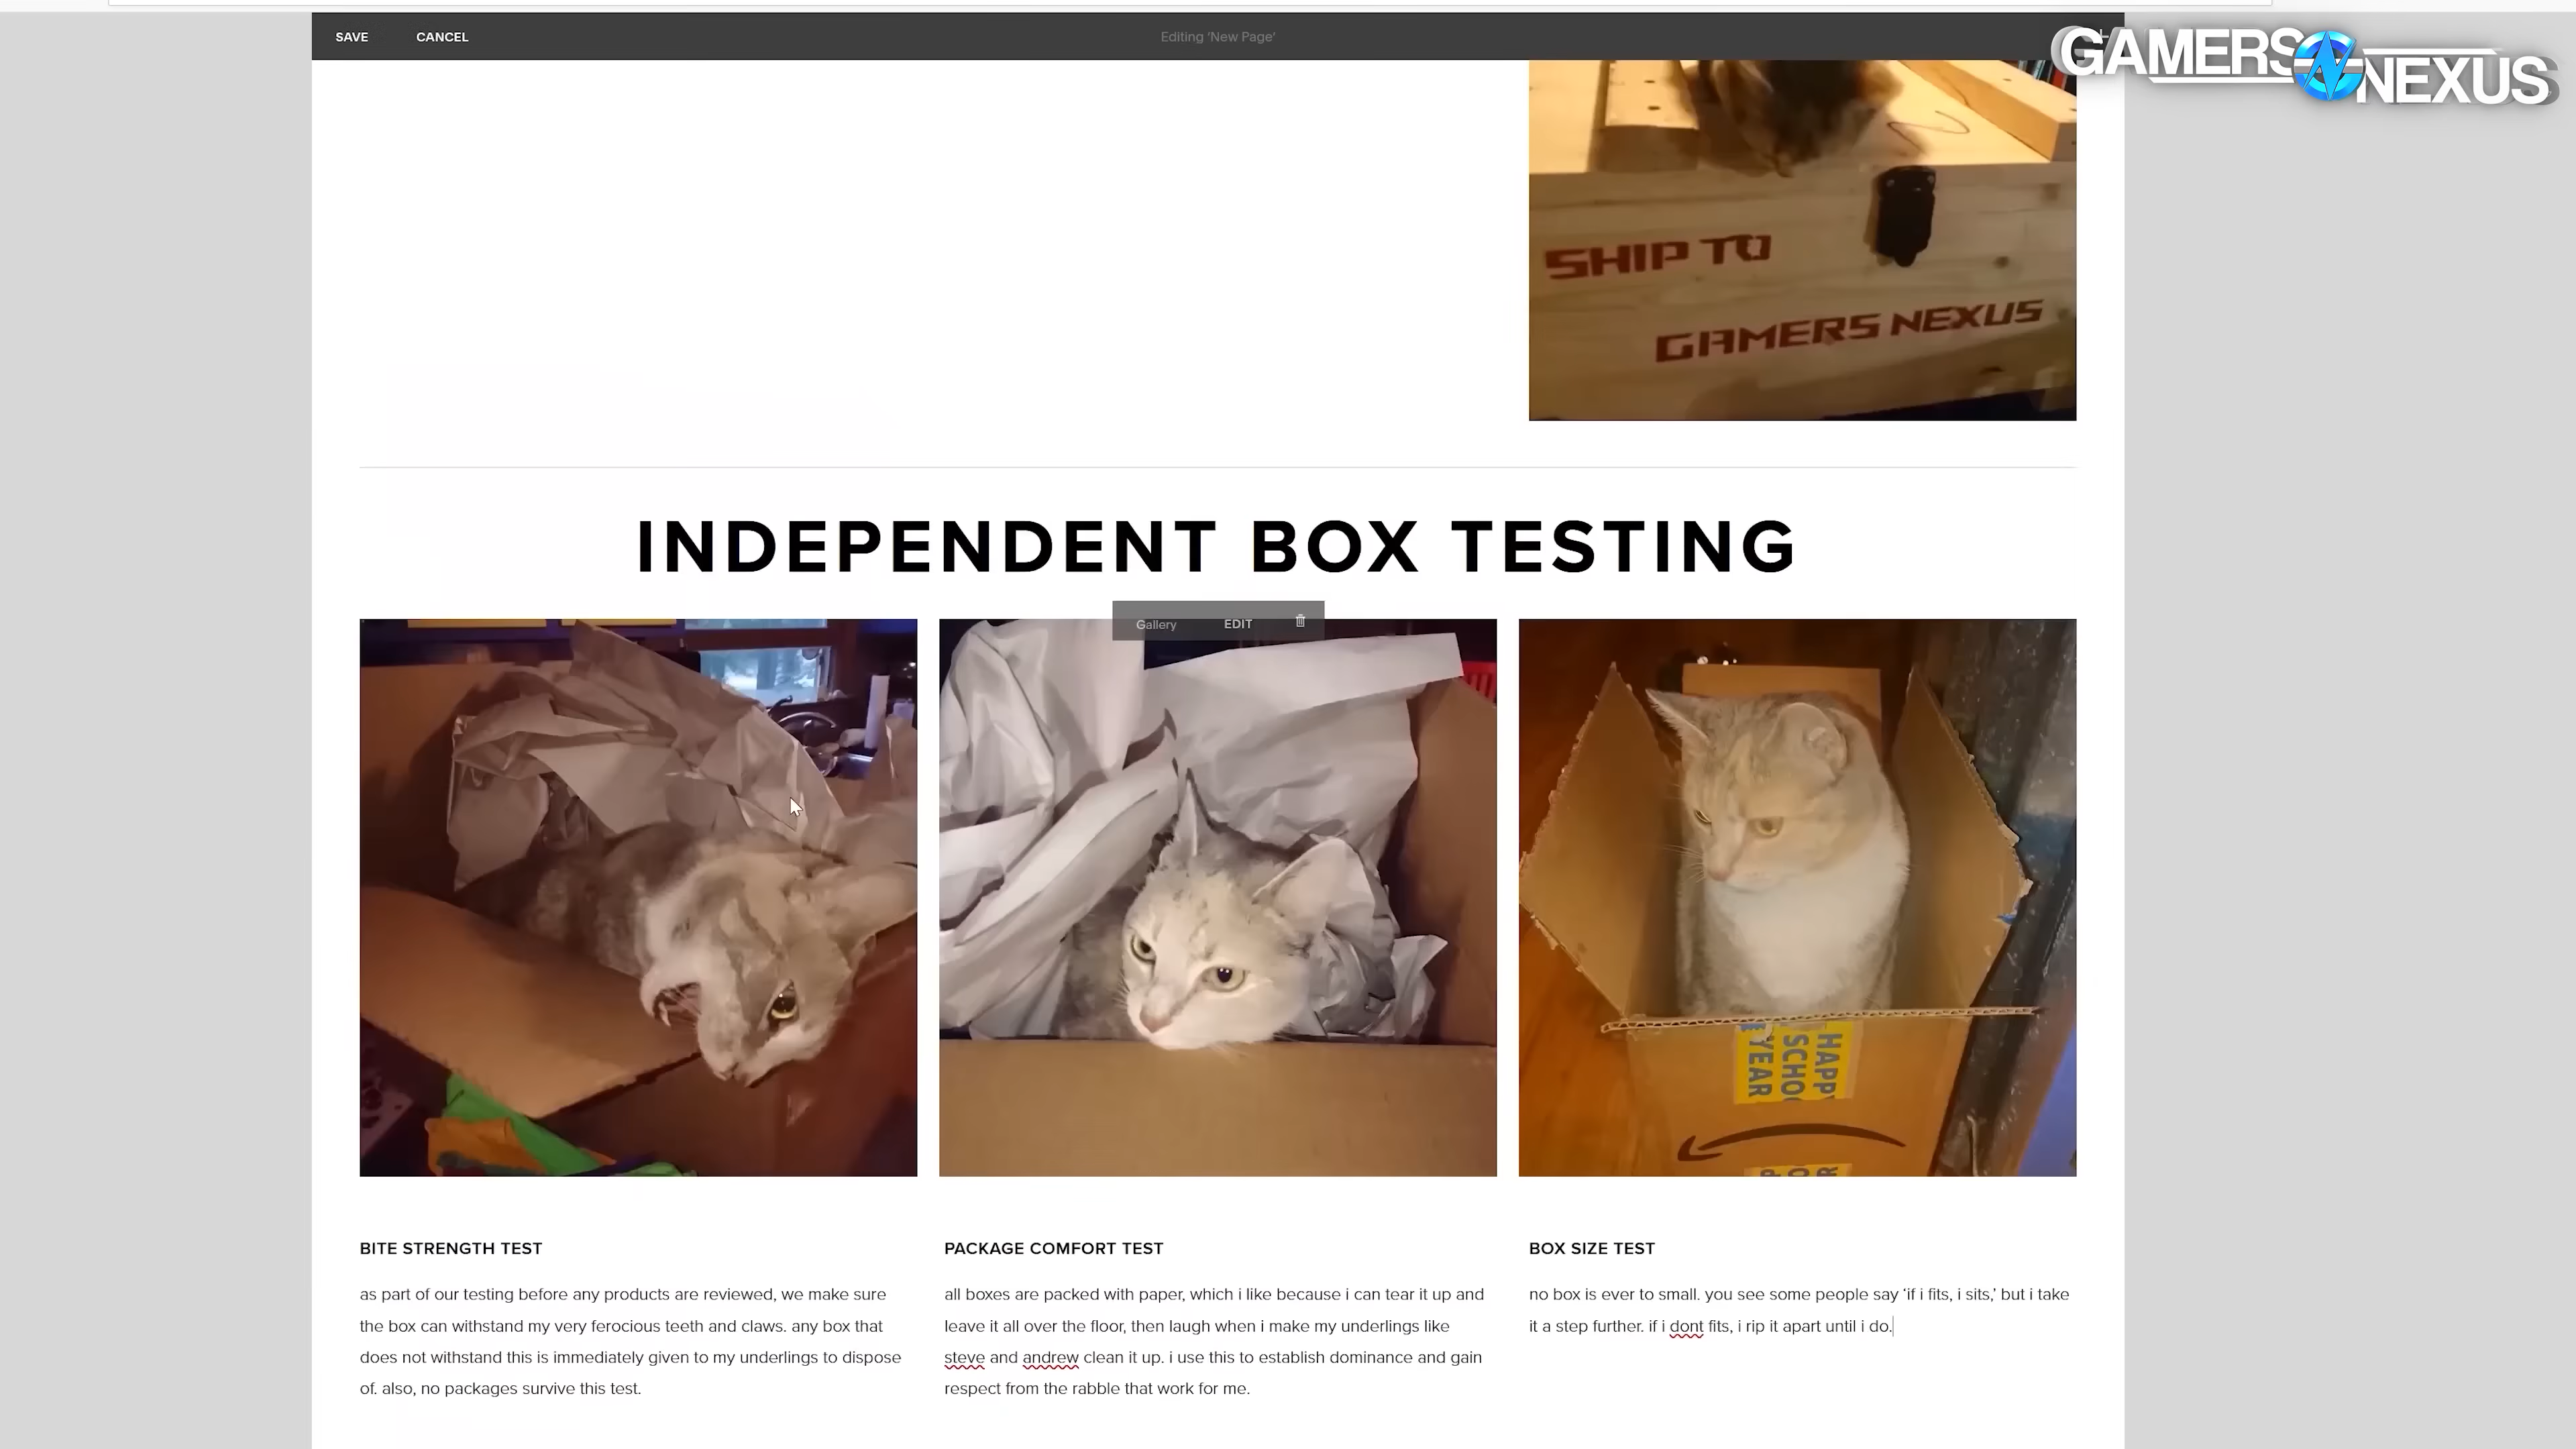 SAVE CANCEL Editing 'New Page'
GAMERS NEXUS
SHIP TO
GAMERS NEXUS
INDEPENDENT BOX TESTING
Gallery EDIT
HAPP
SCHO
YEAR
BITE STRENGTH TEST
as part of our testing before any products are reviewed, we make sure
the box can withstand my very ferocious teeth and claws. any box that
does not withstand this is immediately given to my underlings to dispose
of. also, no packages survive this test.
PACKAGE COMFORT TEST
all boxes are packed with paper, which i like because i can tear it up and
leave it all over the floor, then laugh when i make my underlings like
steve and andrew clean it up. i use this to establish dominance and gain
respect from the rabble that work for me.
BOX SIZE TEST
no box is ever to small. you see some people say 'if i fits, i sits,' but i take
it a step further. if i dont fits, i rip it apart until i do.